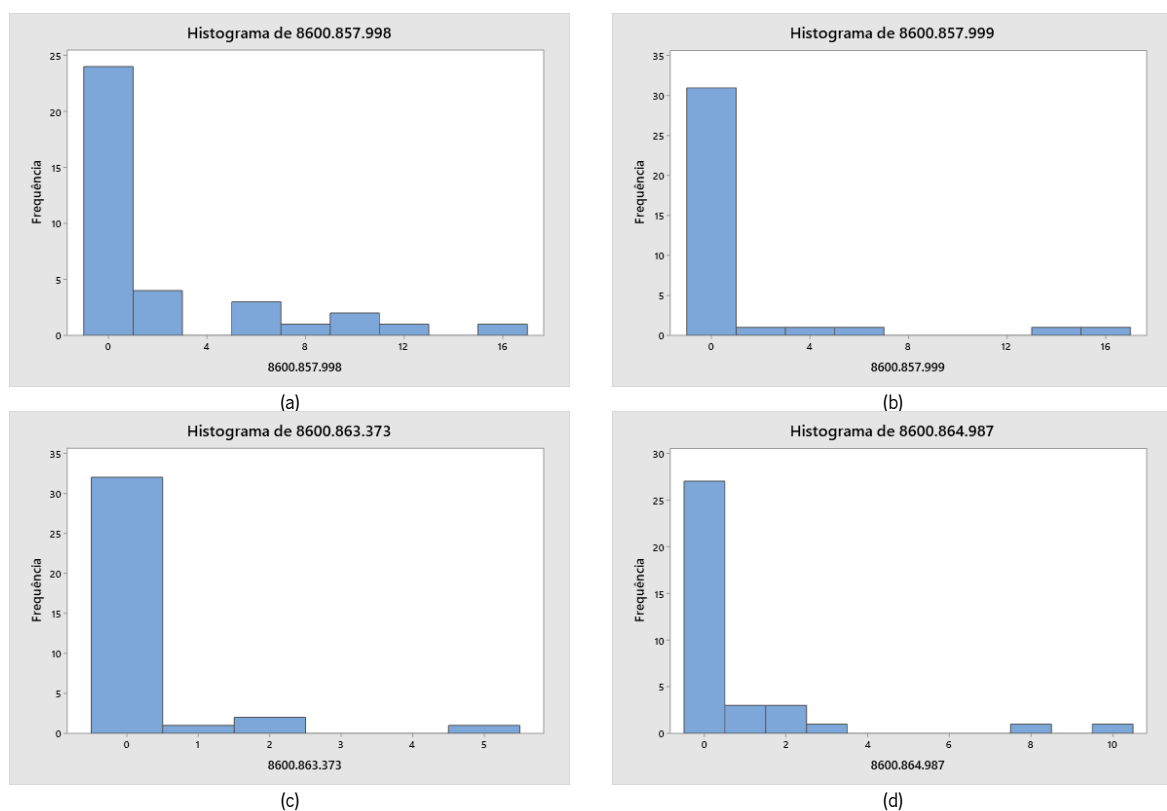 Histograma de 8600.857.998
25
20
15
10
5
0
Frequência
0 4 8 12 16
8600.857.998
(a)
Histograma de 8600.857.999
35
30
25
20
15
10
5
0
Frequência
0 4 8 12 16
8600.857.999
(b)
Histograma de 8600.863.373
35
30
25
20
15
10
5
0
Frequência
0 1 2 3 4 5
8600.863.373
(c)
Histograma de 8600.864.987
30
25
20
15
10
5
0
Frequência
0 2 4 6 8 10
8600.864.987
(d)